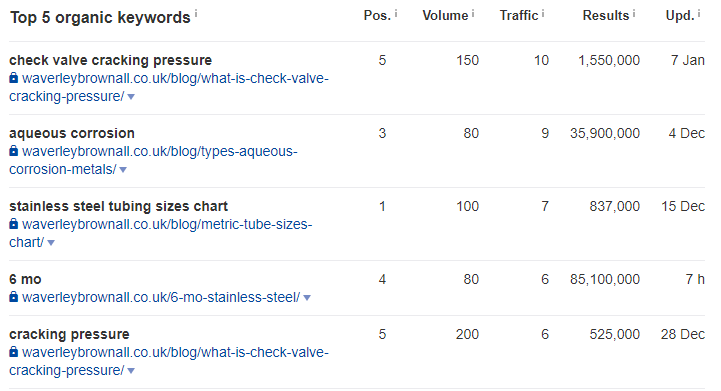 Top 5 organic keywords i Pos. i Volume i Traffic i Results i Upd. i
check valve cracking pressure 5 150 10 1,550,000 7 Jan
waverleybrownall.co.uk/blog/what-is-check-valve-
cracking-pressure/
aqueous corrosion 3 80 9 35,900,000 4 Dec
waverleybrownall.co.uk/blog/types-aqueous-
corrosion-metals/
stainless steel tubing sizes chart 1 100 7 837,000 15 Dec
waverleybrownall.co.uk/blog/metric-tube-sizes-
chart/
6 mo 4 80 6 85,100,000 7 h
waverleybrownall.co.uk/6-mo-stainless-steel/
cracking pressure 5 200 6 525,000 28 Dec
waverleybrownall.co.uk/blog/what-is-check-valve-
cracking-pressure/